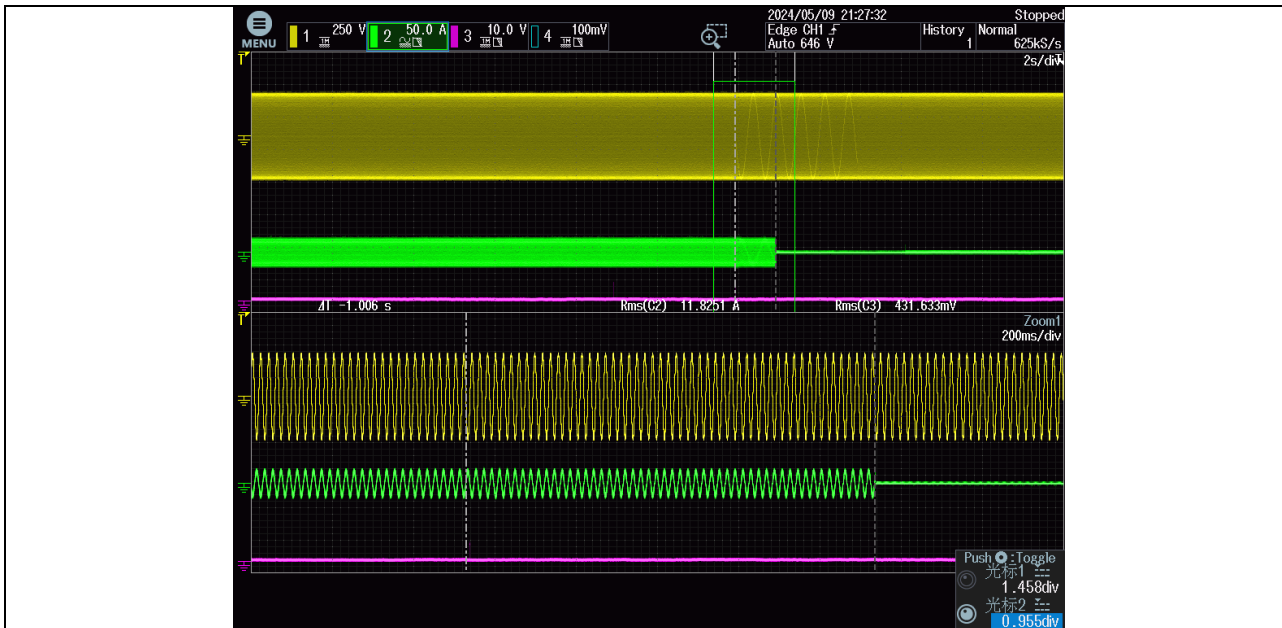 2024/05/09 21:27:32
Stopped
MENU
1 250 V
2 50.0 A
3 10.0 V
4 100mV
Edge CH1
Auto 646 V
History
1
Normal
625kS/s
2s/div
T
ΔT -1.006 s
Rms(C2) 11.8251 A
Rms(C3) 431.633mV
T
Zoom1
200ms/div
Push :Toggle
光标1
1.458div
光标2
0.955div